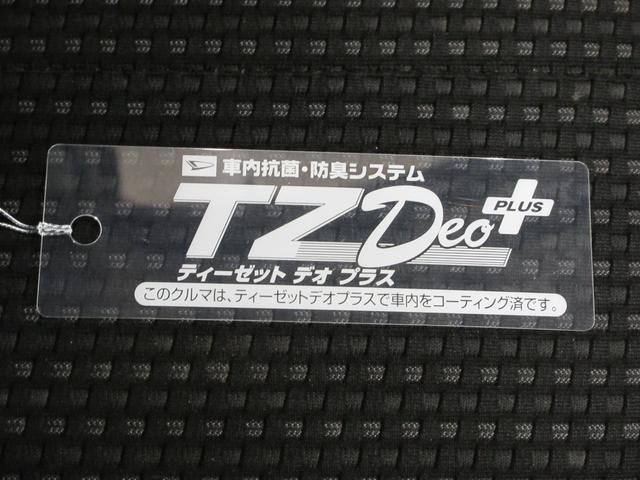 車内抗菌・防臭システム
TZ Deo PLUS
ティーゼット デオ プラス
このクルマは、ティーゼットデオプラスで車内をコーティング済です。